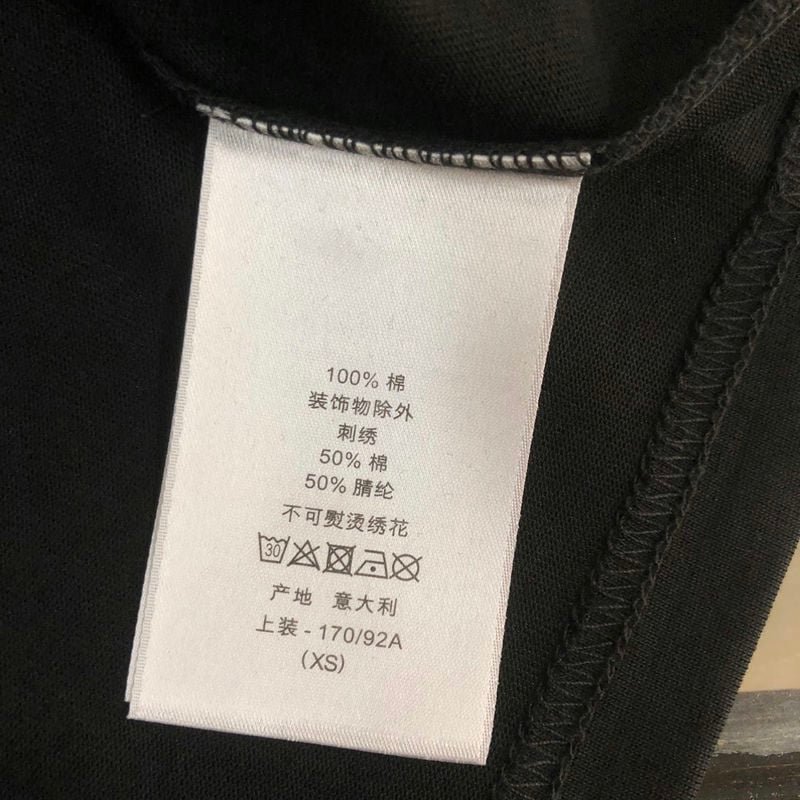 100% 棉
装饰物除外
刺绣
50% 棉
50% 腈纶
不可熨烫绣花
30
产地 意大利
上装 - 170/92A
(XS)